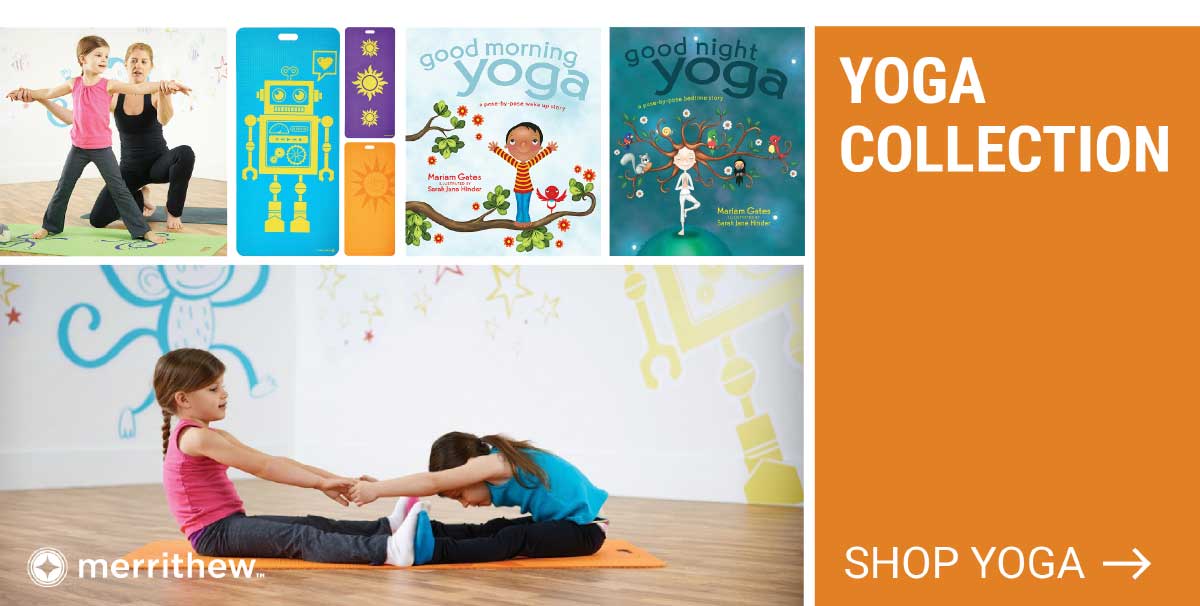 good morning
yoga
a pose-by-pose wake up story
Mariam Gates
ILLUSTRATED BY
Sarah Jane Hinder
good night
yoga
a pose-by-pose bedtime story
Mariam Gates
ILLUSTRATED BY
Sarah Jane Hinder
YOGA
COLLECTION
merrithew™
SHOP YOGA →